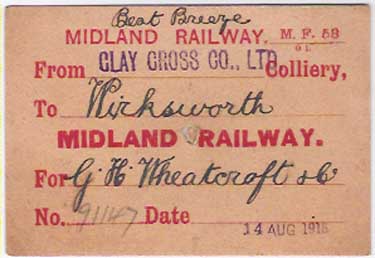 Best Breeze
MIDLAND RAILWAY. M. F. 58
From CLAY CROSS CO., LTD. Colliery,
To Wirksworth
MIDLAND RAILWAY.
For G. H. Wheatcroft & Co
No. 91147 Date 14 AUG 1915